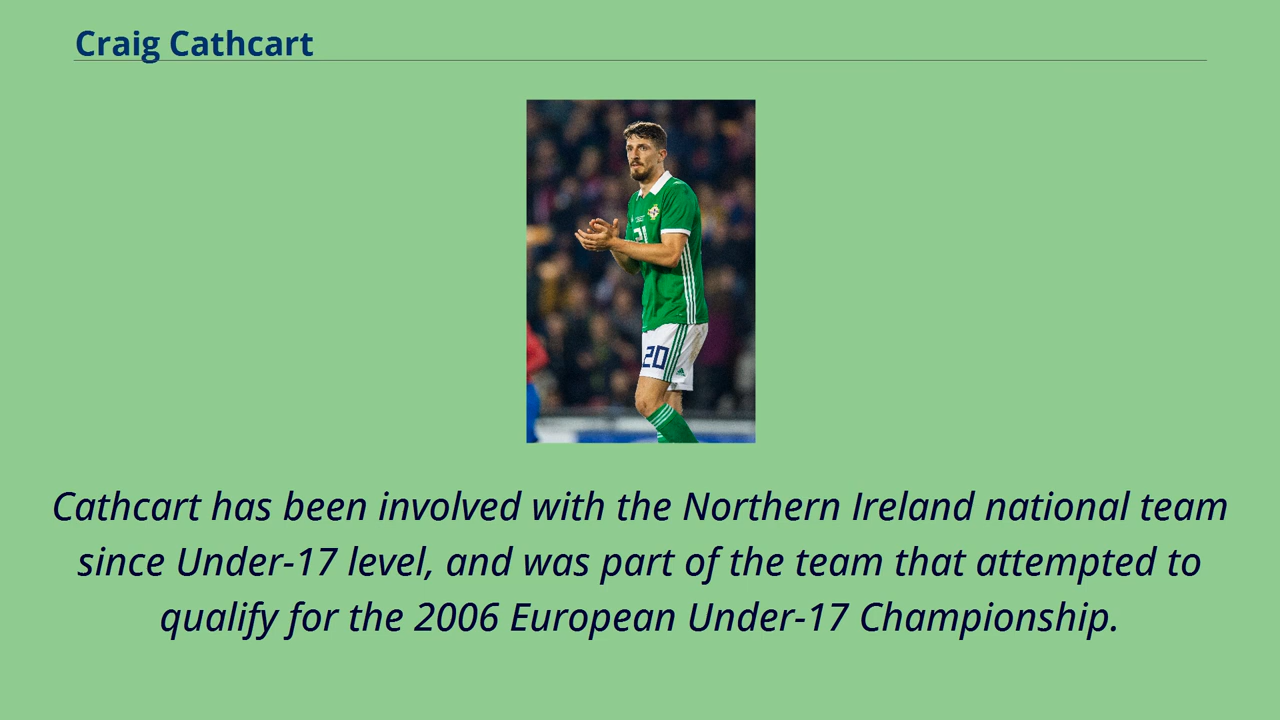 Craig Cathcart
20
Cathcart has been involved with the Northern Ireland national team
since Under-17 level, and was part of the team that attempted to
qualify for the 2006 European Under-17 Championship.